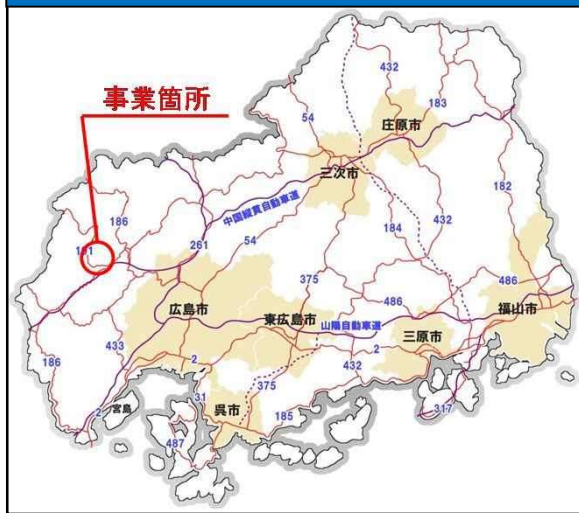 事業箇所
432
54
183
庄原市
三次市
182
186
中国縦貫自動車道
432
191
261
54
184
375
486
486
広島市
東広島市
山陽自動車道
福山市
三原市
186
433
2
2
432
31
375
185
317
2
宮島
呉市
487